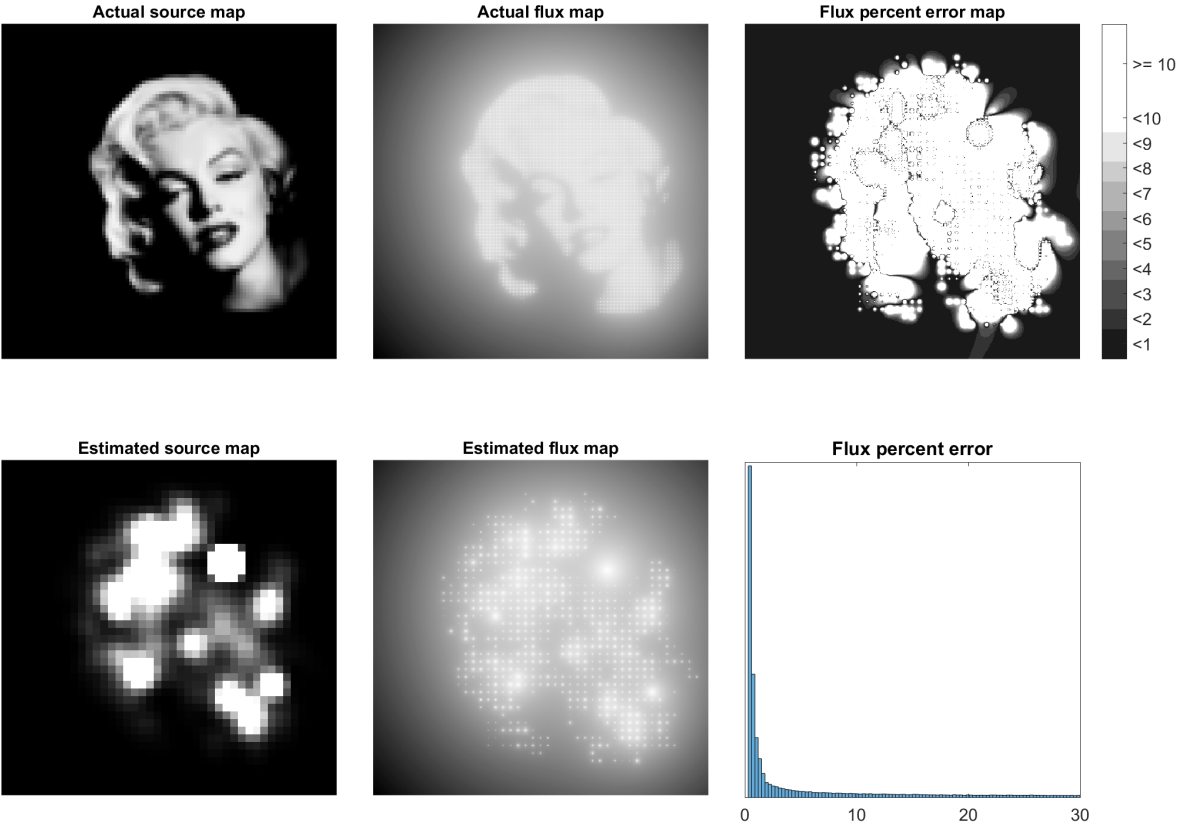 Actual source map
Actual flux map
Flux percent error map
>= 10
<10
<9
<8
<7
<6
<5
<4
<3
<2
<1
Estimated source map
Estimated flux map
Flux percent error
0
10
20
30